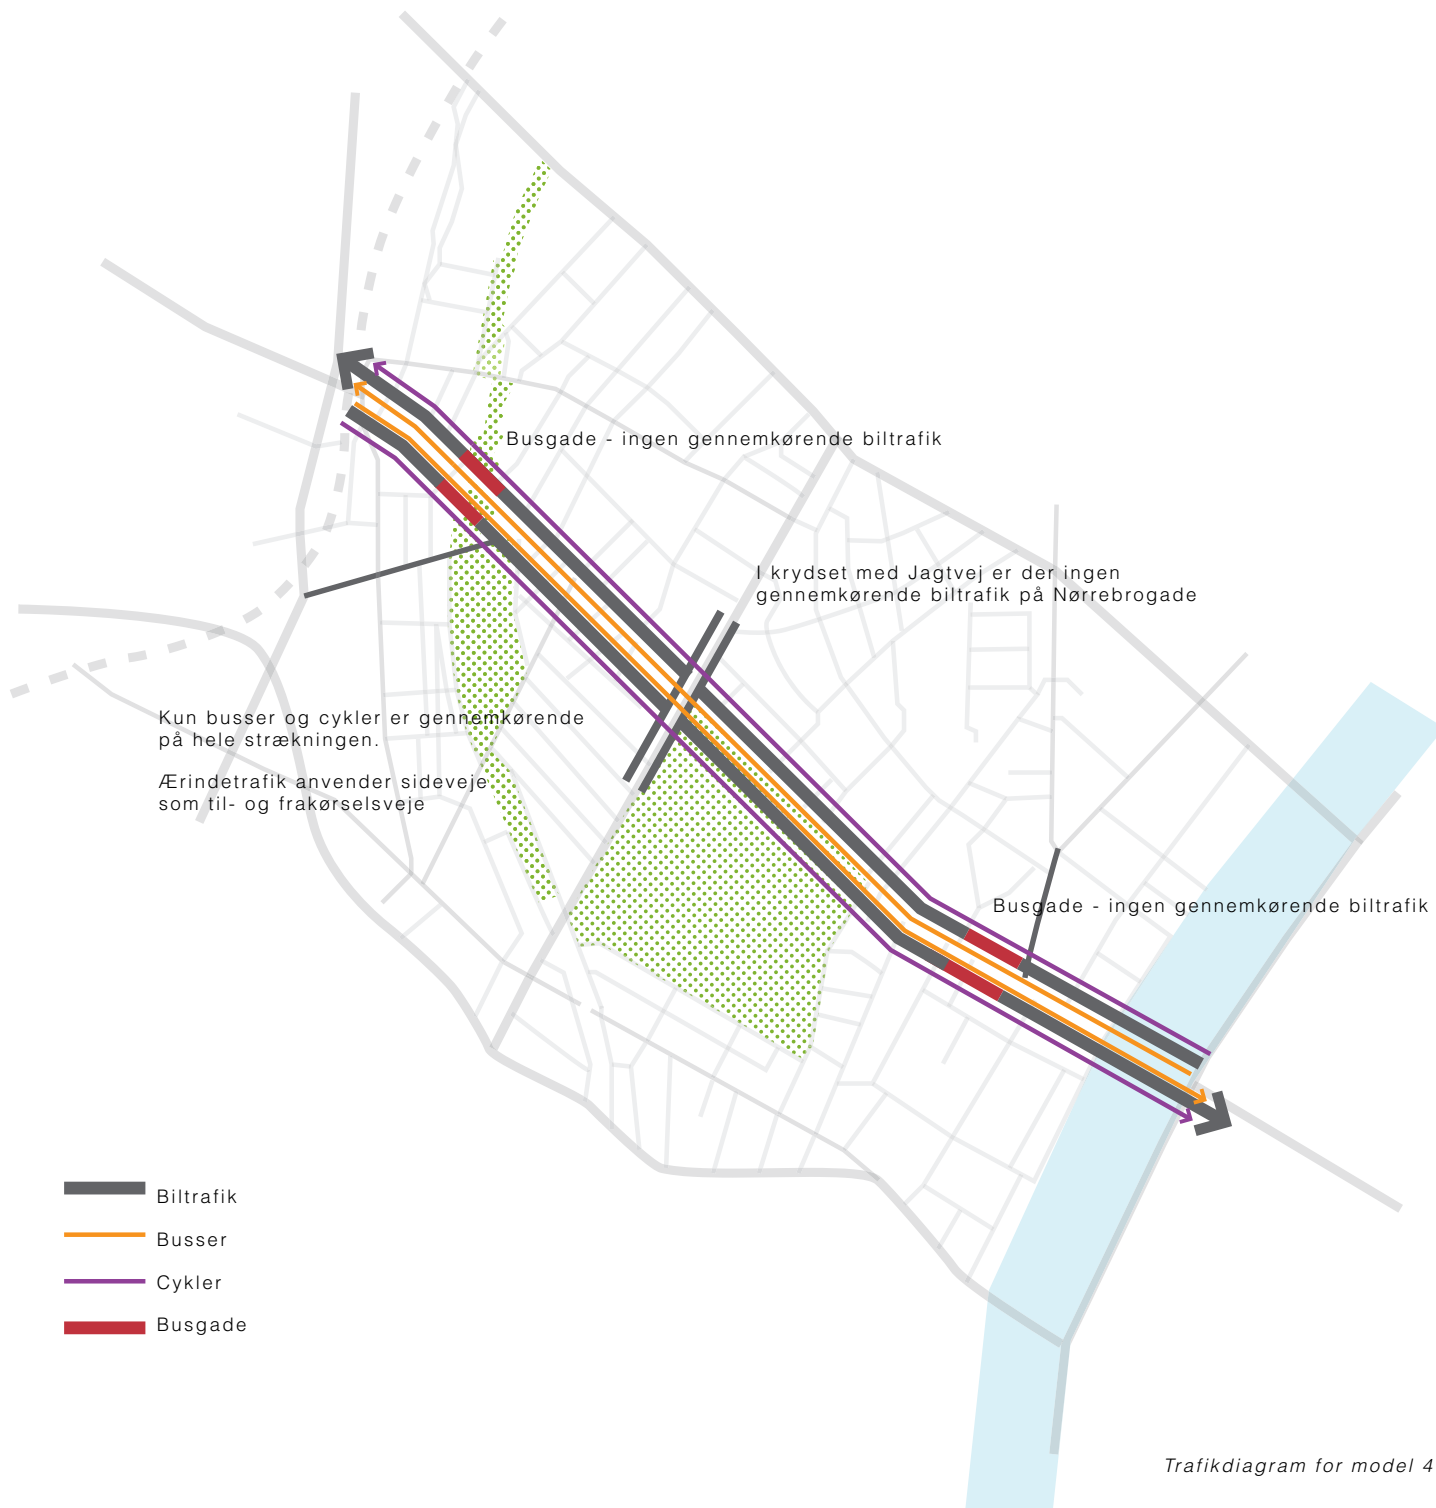 Busgade - ingen gennemkørende biltrafik
I krydset med Jagtvej er der ingen
gennemkørende biltrafik på Nørrebrogade
Kun busser og cykler er gennemkørende
på hele strækningen.
Ærindetrafik anvender sideveje
som til- og frakørselsveje
Busgade - ingen gennemkørende biltrafik
Biltrafik
Busser
Cykler
Busgade
Trafikdiagram for model 4